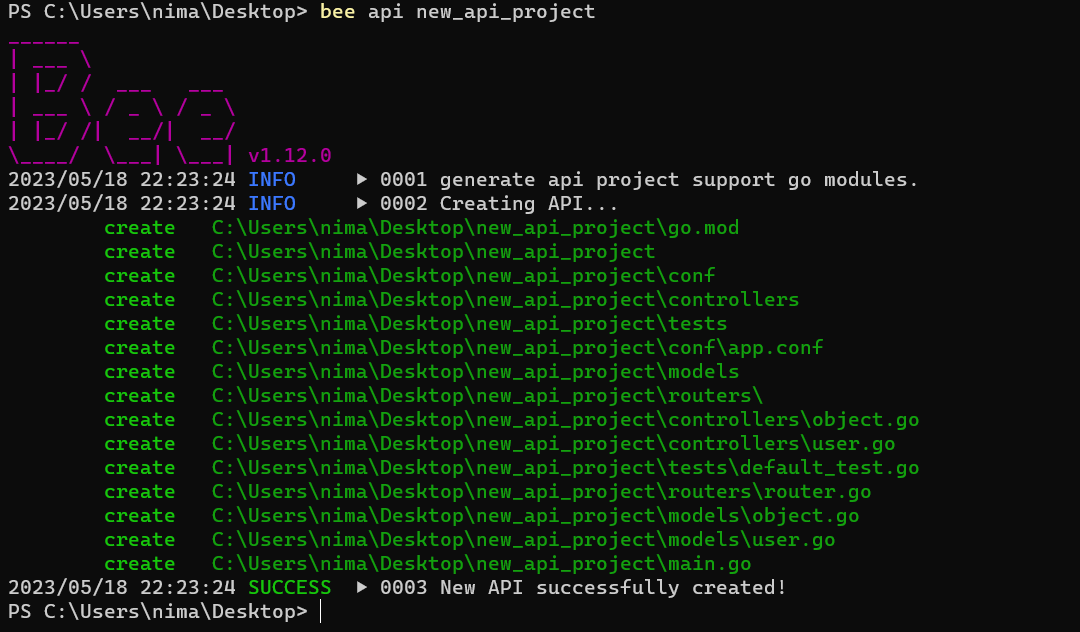 PS C:\Users\nima\Desktop> bee api new_api_project
______
| ___ \
| |_/ /  ___   ___
| ___ \ / _ \ / _ \
| |_/ /|  __/|  __/
\____/  \___| \___| v1.12.0
2023/05/18 22:23:24 INFO     ▶ 0001 generate api project support go modules.
2023/05/18 22:23:24 INFO     ▶ 0002 Creating API...
        create   C:\Users\nima\Desktop\new_api_project\go.mod
        create   C:\Users\nima\Desktop\new_api_project
        create   C:\Users\nima\Desktop\new_api_project\conf
        create   C:\Users\nima\Desktop\new_api_project\controllers
        create   C:\Users\nima\Desktop\new_api_project\tests
        create   C:\Users\nima\Desktop\new_api_project\conf\app.conf
        create   C:\Users\nima\Desktop\new_api_project\models
        create   C:\Users\nima\Desktop\new_api_project\routers\
        create   C:\Users\nima\Desktop\new_api_project\controllers\object.go
        create   C:\Users\nima\Desktop\new_api_project\controllers\user.go
        create   C:\Users\nima\Desktop\new_api_project\tests\default_test.go
        create   C:\Users\nima\Desktop\new_api_project\routers\router.go
        create   C:\Users\nima\Desktop\new_api_project\models\object.go
        create   C:\Users\nima\Desktop\new_api_project\models\user.go
        create   C:\Users\nima\Desktop\new_api_project\main.go
2023/05/18 22:23:24 SUCCESS  ▶ 0003 New API successfully created!
PS C:\Users\nima\Desktop>